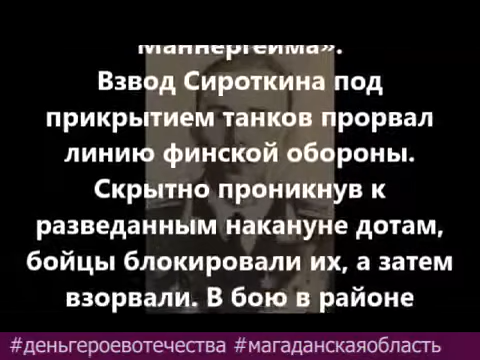 Маннергейма».
Взвод Сироткина под
прикрытием танков прорвал
линию финской обороны.
Скрытно проникнув к
разведанным накануне дотам,
бойцы блокировали их, а затем
взорвали. В бою в районе
#деньгероевотечества #магаданскаяобласть